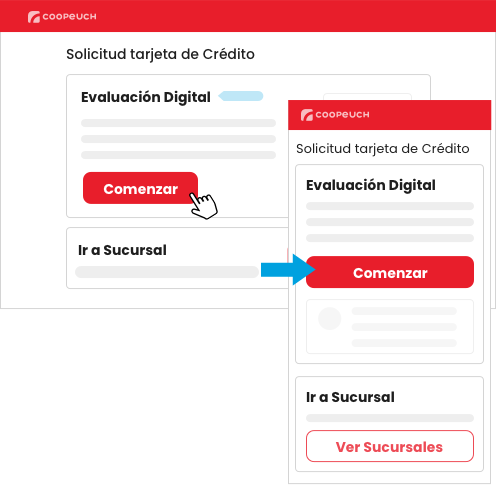 COOPEUCH
Solicitud tarjeta de Crédito
Evaluación Digital
Comenzar
Ir a Sucursal
COOPEUCH
Solicitud tarjeta de Crédito
Evaluación Digital
Comenzar
Ir a Sucursal
Ver Sucursales